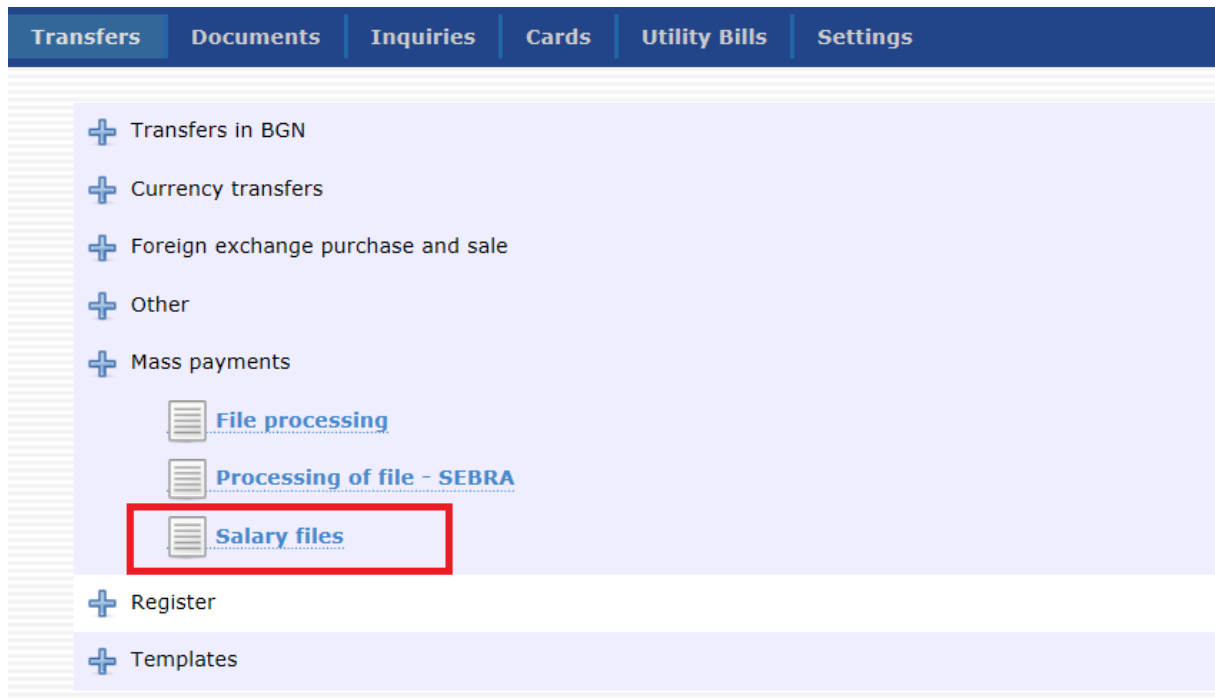 Transfers Documents Inquiries Cards Utility Bills Settings
Transfers in BGN
Currency transfers
Foreign exchange purchase and sale
Other
Mass payments
File processing
Processing of file - SEBRA
Salary files
Register
Templates